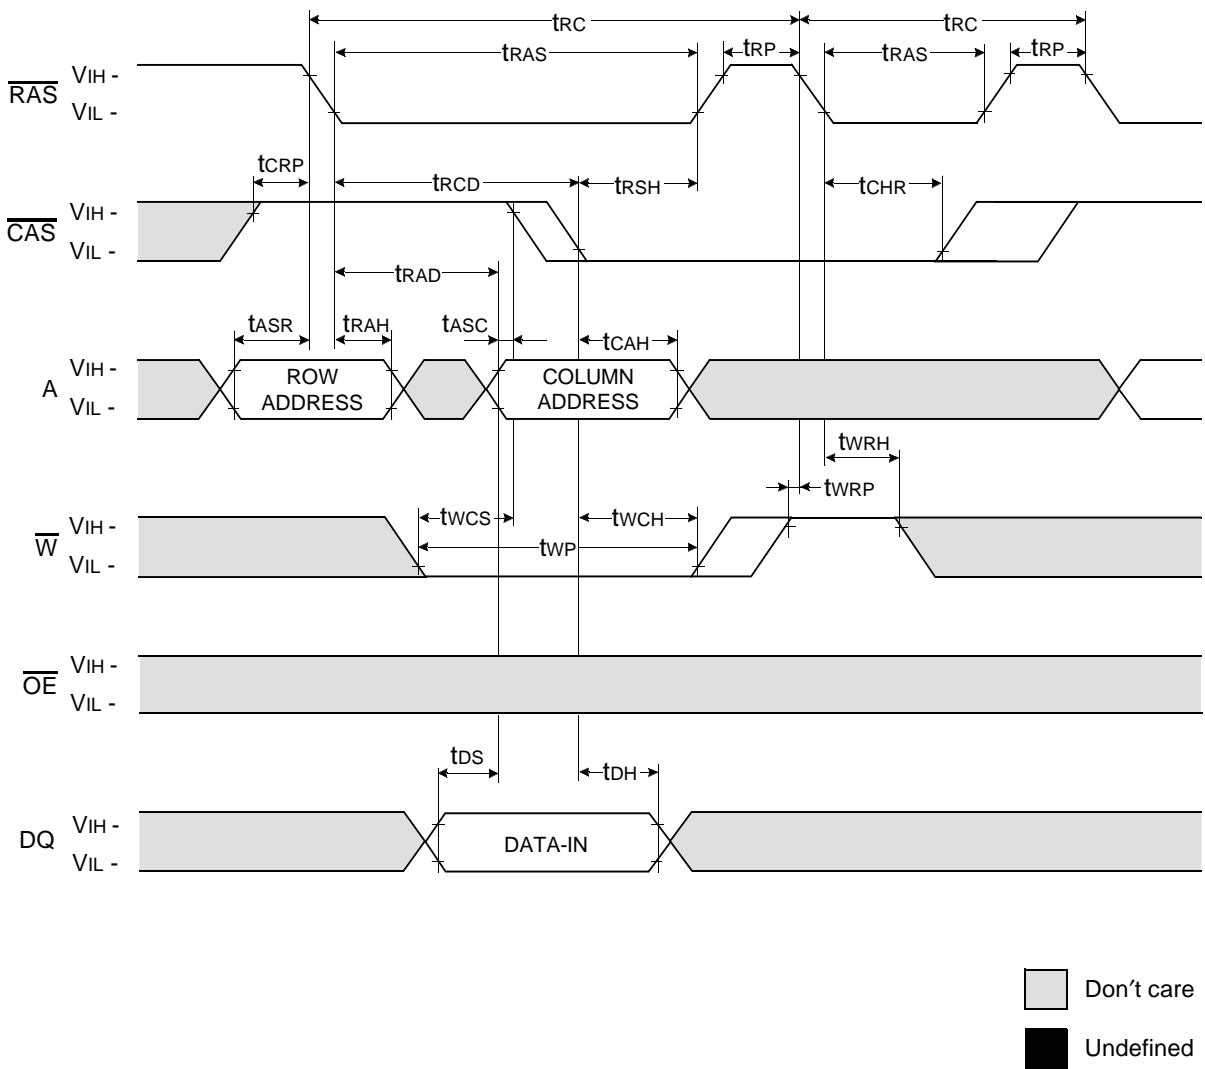 tRC tRC
tRAS tRP tRAS tRP
RAS VIH -
VIL -
tCRP tRCD tRSH tCHR
CAS VIH -
VIL -
tRAD
tASR tRAH tASC tCAH
A VIH -
VIL -
ROW
ADDRESS
COLUMN
ADDRESS
tWRH
tWRP
tWCS tWCH
W VIH -
VIL -
tWP
OE VIH -
VIL -
tDS tDH
DQ VIH -
VIL -
DATA-IN
Don′t care
Undefined